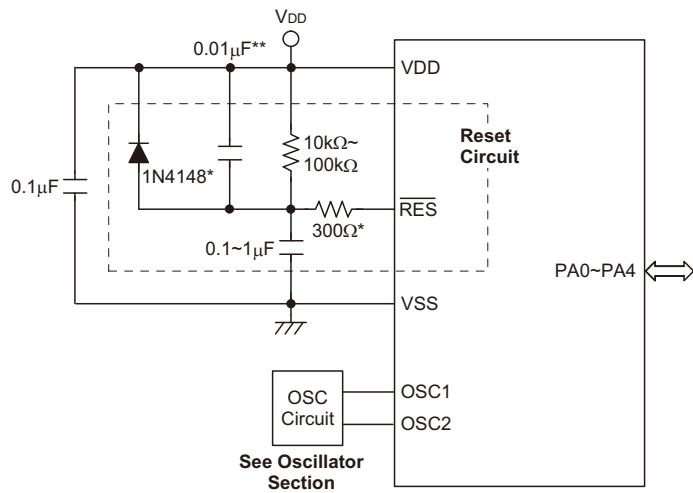 VDD
0.01μF**
VDD
Reset
Circuit
10kΩ~
100kΩ
1N4148*
0.1μF
RES
300Ω*
0.1~1μF
PA0~PA4
VSS
OSC
Circuit
OSC1
OSC2
See Oscillator
Section